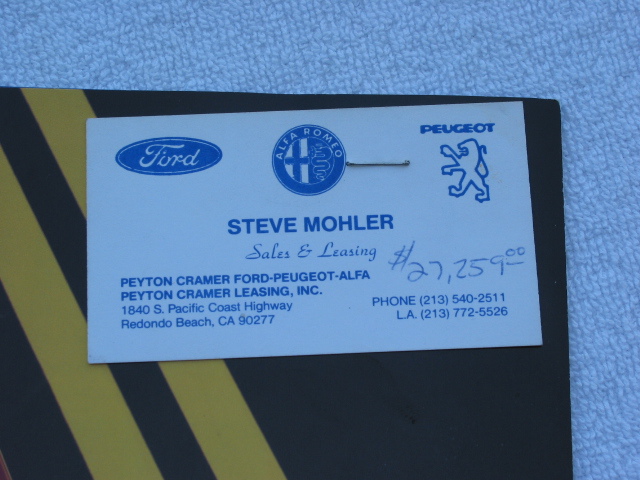 Ford
ALFA ROMEO
PEUGEOT
STEVE MOHLER
Sales & Leasing
$27,259.00
PEYTON CRAMER FORD-PEUGEOT-ALFA
PEYTON CRAMER LEASING, INC.
1840 S. Pacific Coast Highway
Redondo Beach, CA 90277
PHONE (213) 540-2511
L.A. (213) 772-5526